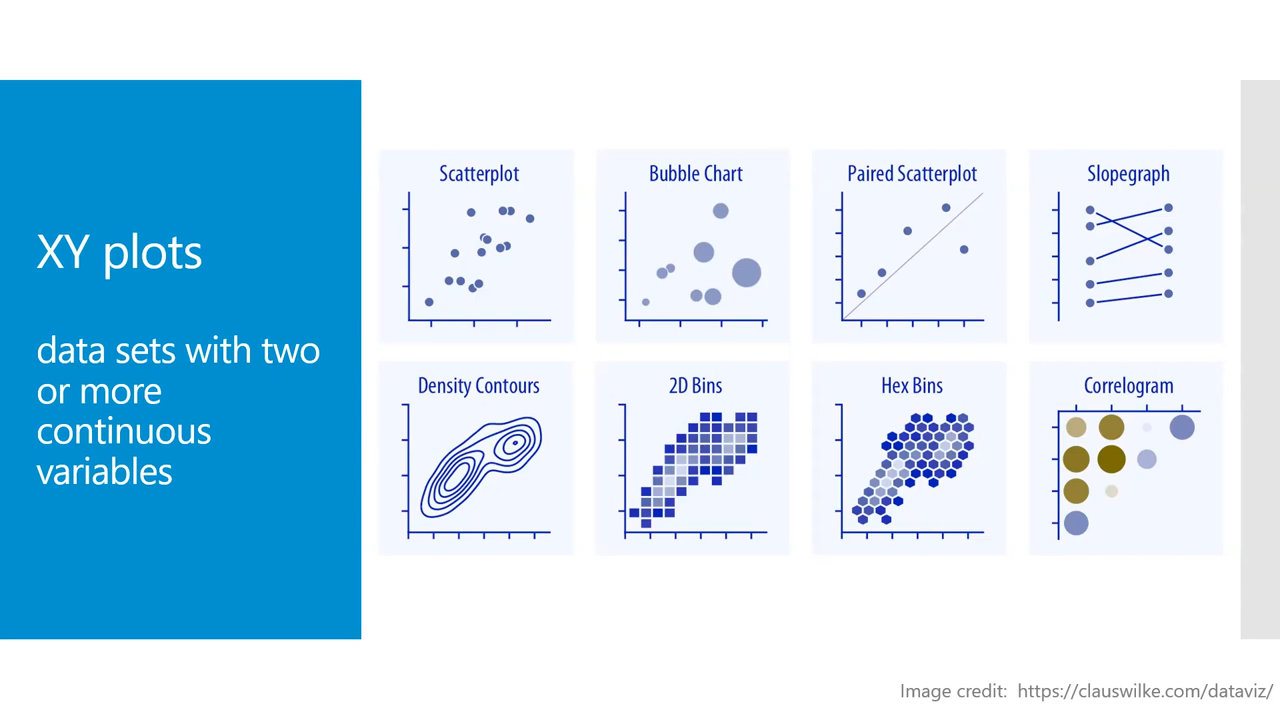 XY plots
data sets with two
or more
continuous
variables
Scatterplot
Bubble Chart
Paired Scatterplot
Slopegraph
Density Contours
2D Bins
Hex Bins
Correlogram
Image credit: https://clauswilke.com/dataviz/